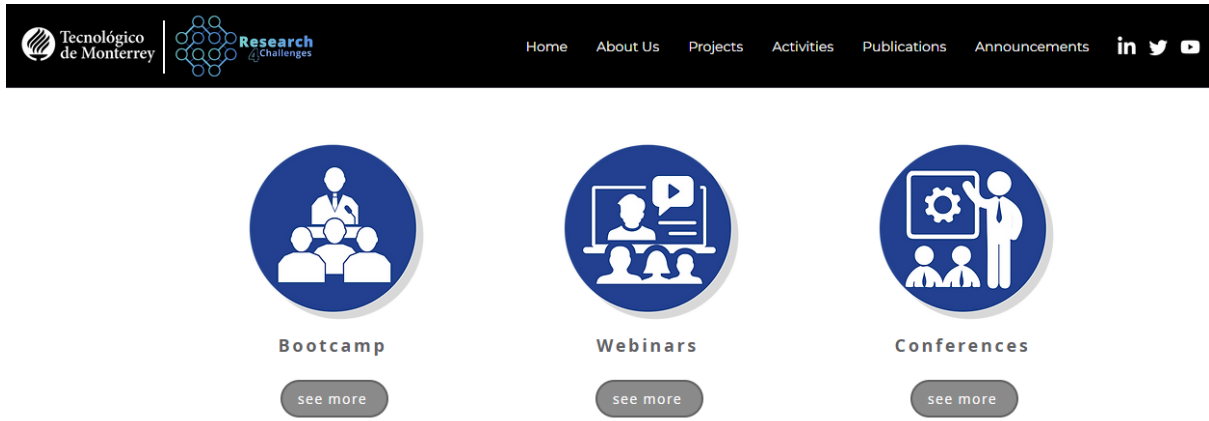 Tecnológico
de Monterrey
Research
4Challenges
Home About Us Projects Activities Publications Announcements in
Bootcamp Webinars Conferences
see more see more see more